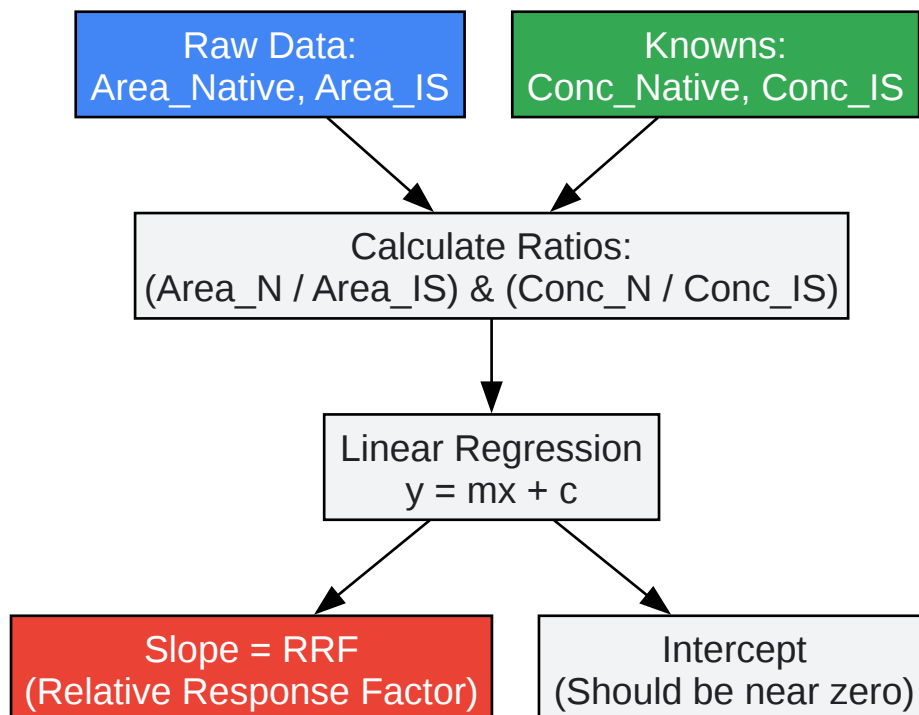 Raw Data:
Area_Native, Area_IS
Knowns:
Conc_Native, Conc_IS
Calculate Ratios:
(Area_N / Area_IS) & (Conc_N / Conc_IS)
Linear Regression
y = mx + c
Slope = RRF
(Relative Response Factor)
Intercept
(Should be near zero)